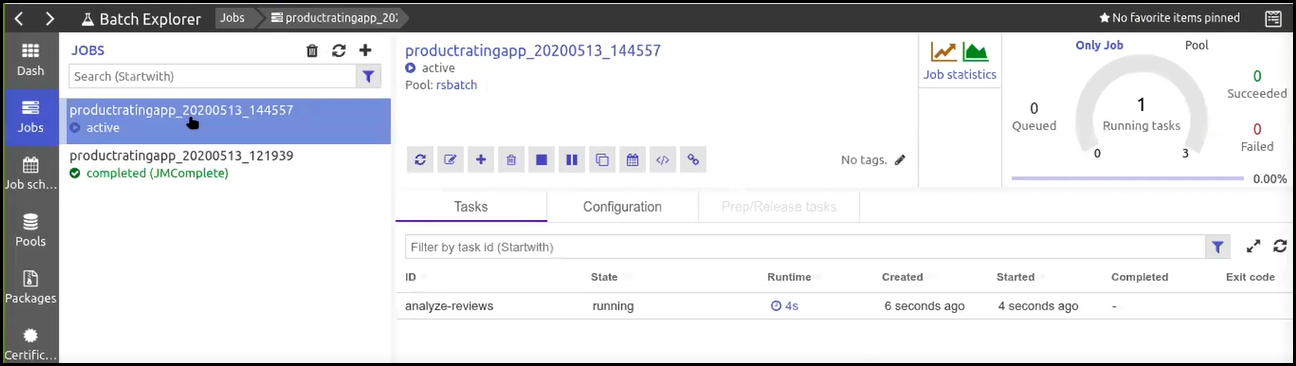 Batch Explorer
Jobs
productratingapp_202
No favorite items pinned
Dash
Jobs
Job sch...
Pools
Packages
Certific...
JOBS
Search (Startwith)
productratingapp_20200513_144557
active
productratingapp_20200513_121939
completed (JMComplete)
productratingapp_20200513_144557
active
Pool: rsbatch
No tags.
Job statistics
Only Job
Pool
0
Queued
1
Running tasks
0
3
0
Succeeded
0
Failed
0.00%
Tasks
Configuration
Prep/Release tasks
Filter by task id (Startwith)
ID State Runtime Created Started Completed Exit code
analyze-reviews running 4s 6 seconds ago 4 seconds ago -